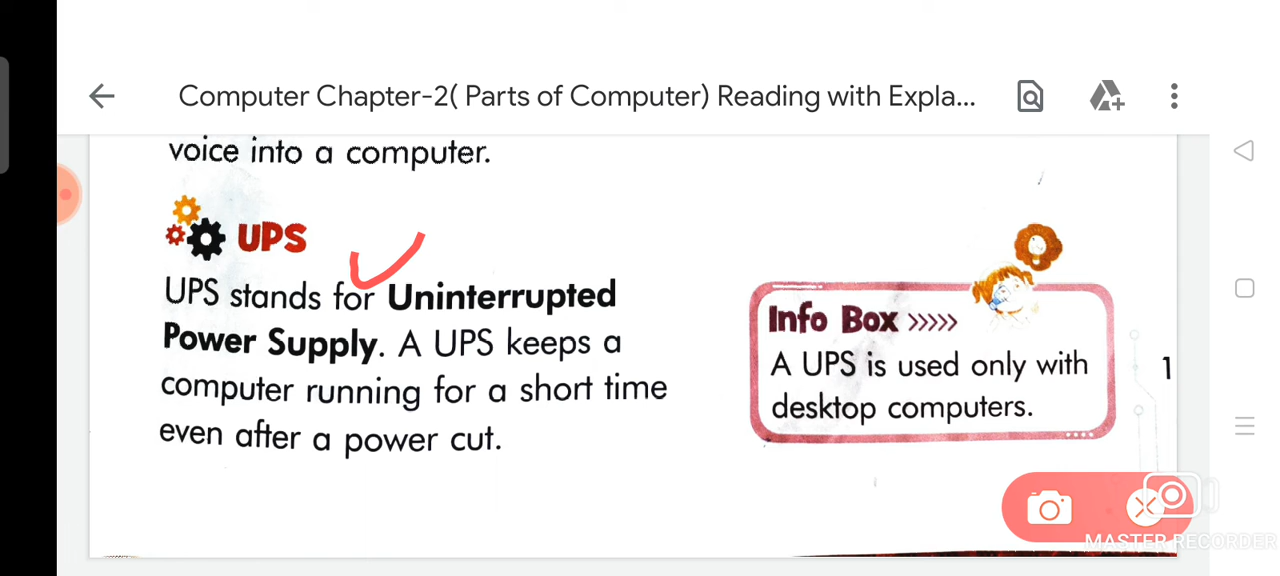 Computer Chapter-2( Parts of Computer) Reading with Expla...
voice into a computer.
UPS
UPS stands for Uninterrupted
Power Supply. A UPS keeps a
computer running for a short time
even after a power cut.
Info Box >>>>>
A UPS is used only with
desktop computers.
1
MASTER RECORDER